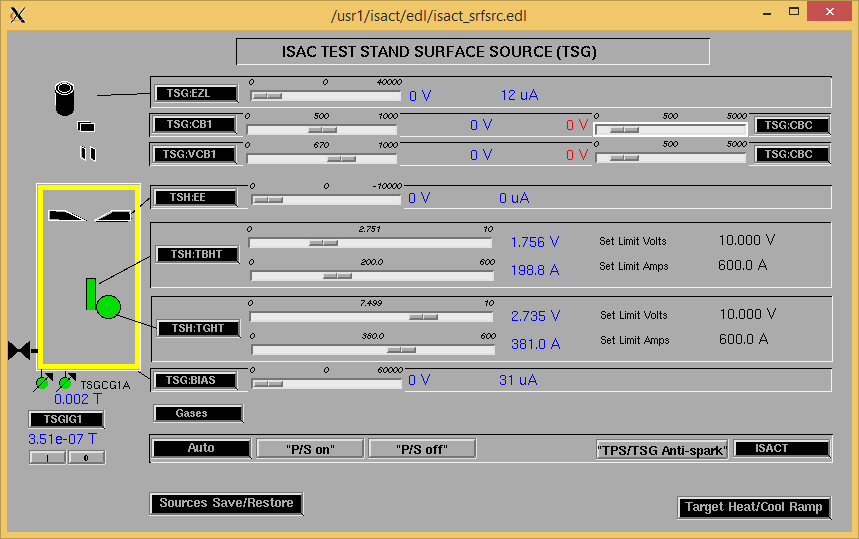 /usr1/isact/edl/isact_srfsrc.edl
ISAC TEST STAND SURFACE SOURCE (TSG)
TSG:EZL 0 0 40000 0 V 12 uA
TSG:CB1 0 500 1000 0 V 0 V 0 500 5000 TSG:CBC
TSG:VCB1 0 670 1000 0 V 0 V 0 500 5000 TSG:CBC
TSH:EE 0 0 -10000 0 V 0 uA
TSH:TBHT
0 2.751 10 1.756 V Set Limit Volts 10.000 V
0 200.0 600 198.8 A Set Limit Amps 600.0 A
TSH:TGHT
0 7.499 10 2.735 V Set Limit Volts 10.000 V
0 380.0 600 381.0 A Set Limit Amps 600.0 A
TSG:BIAS 0 0 60000 0 V 31 uA
TSGCG1A
0.002 T
TSGIG1
3.51e-07 T
I 0
Gases
Auto "P/S on" "P/S off" "TPS/TSG Anti-spark" ISACT
Sources Save/Restore
Target Heat/Cool Ramp